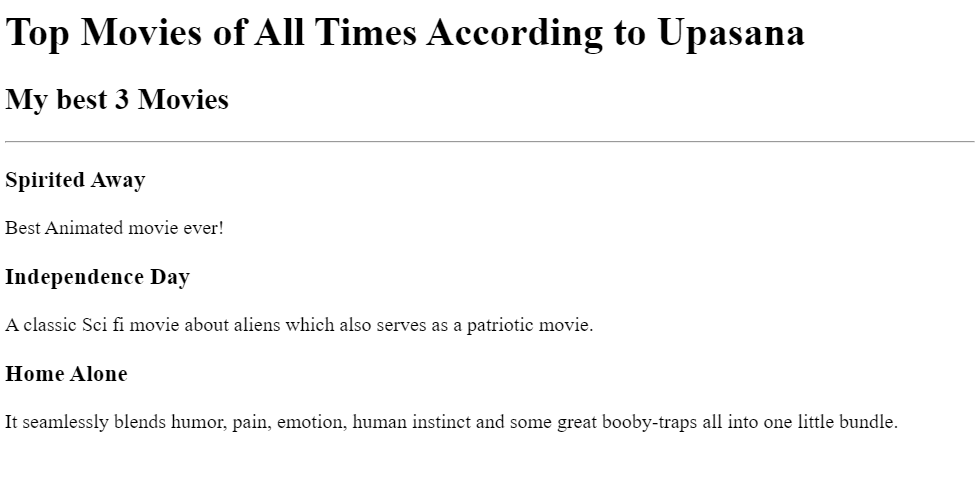 Top Movies of All Times According to Upasana
My best 3 Movies
Spirited Away
Best Animated movie ever!
Independence Day
A classic Sci fi movie about aliens which also serves as a patriotic movie.
Home Alone
It seamlessly blends humor, pain, emotion, human instinct and some great booby-traps all into one little bundle.